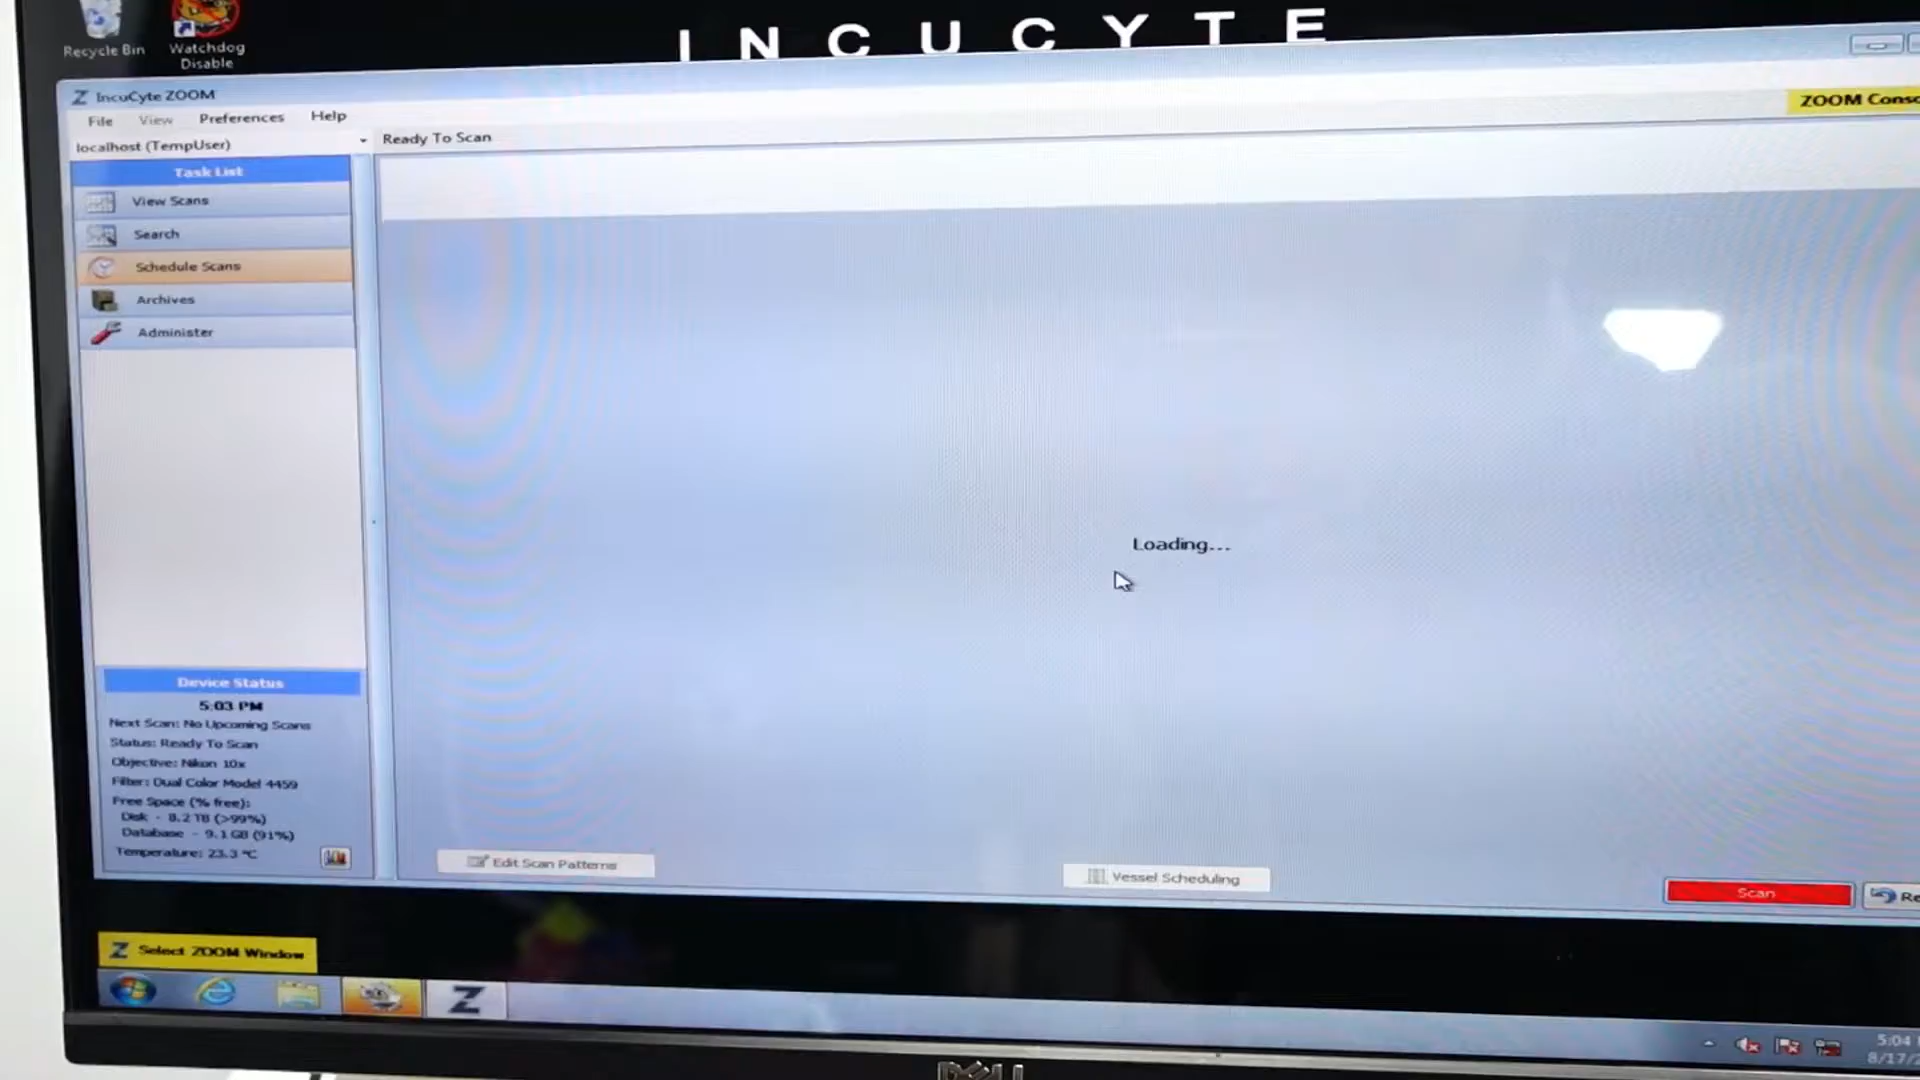 INCUCYTE
Recycle Bin
Watchdog
Disable
IncuCyte ZOOM
ZOOM
File View Preferences Help
localhost (TempUser)
Ready To Scan
Task List
View Scans
Search
Schedule Scans
Archives
Administer
Loading...
Device Status
5:03 PM
Next Scan: No Upcoming Scans
Status: Ready To Scan
Objective: Nikon 10x
Filter: Dual Color Model 4459
Free Space (% free):
Disk - 8.2 TB (>99%)
Database - 9.1 GB (91%)
Temperature: 23.3 °C
Edit Scan Patterns
Vessel Scheduling
Scan
Z Select ZOOM Window
Z
5:04
8/17/
DELL